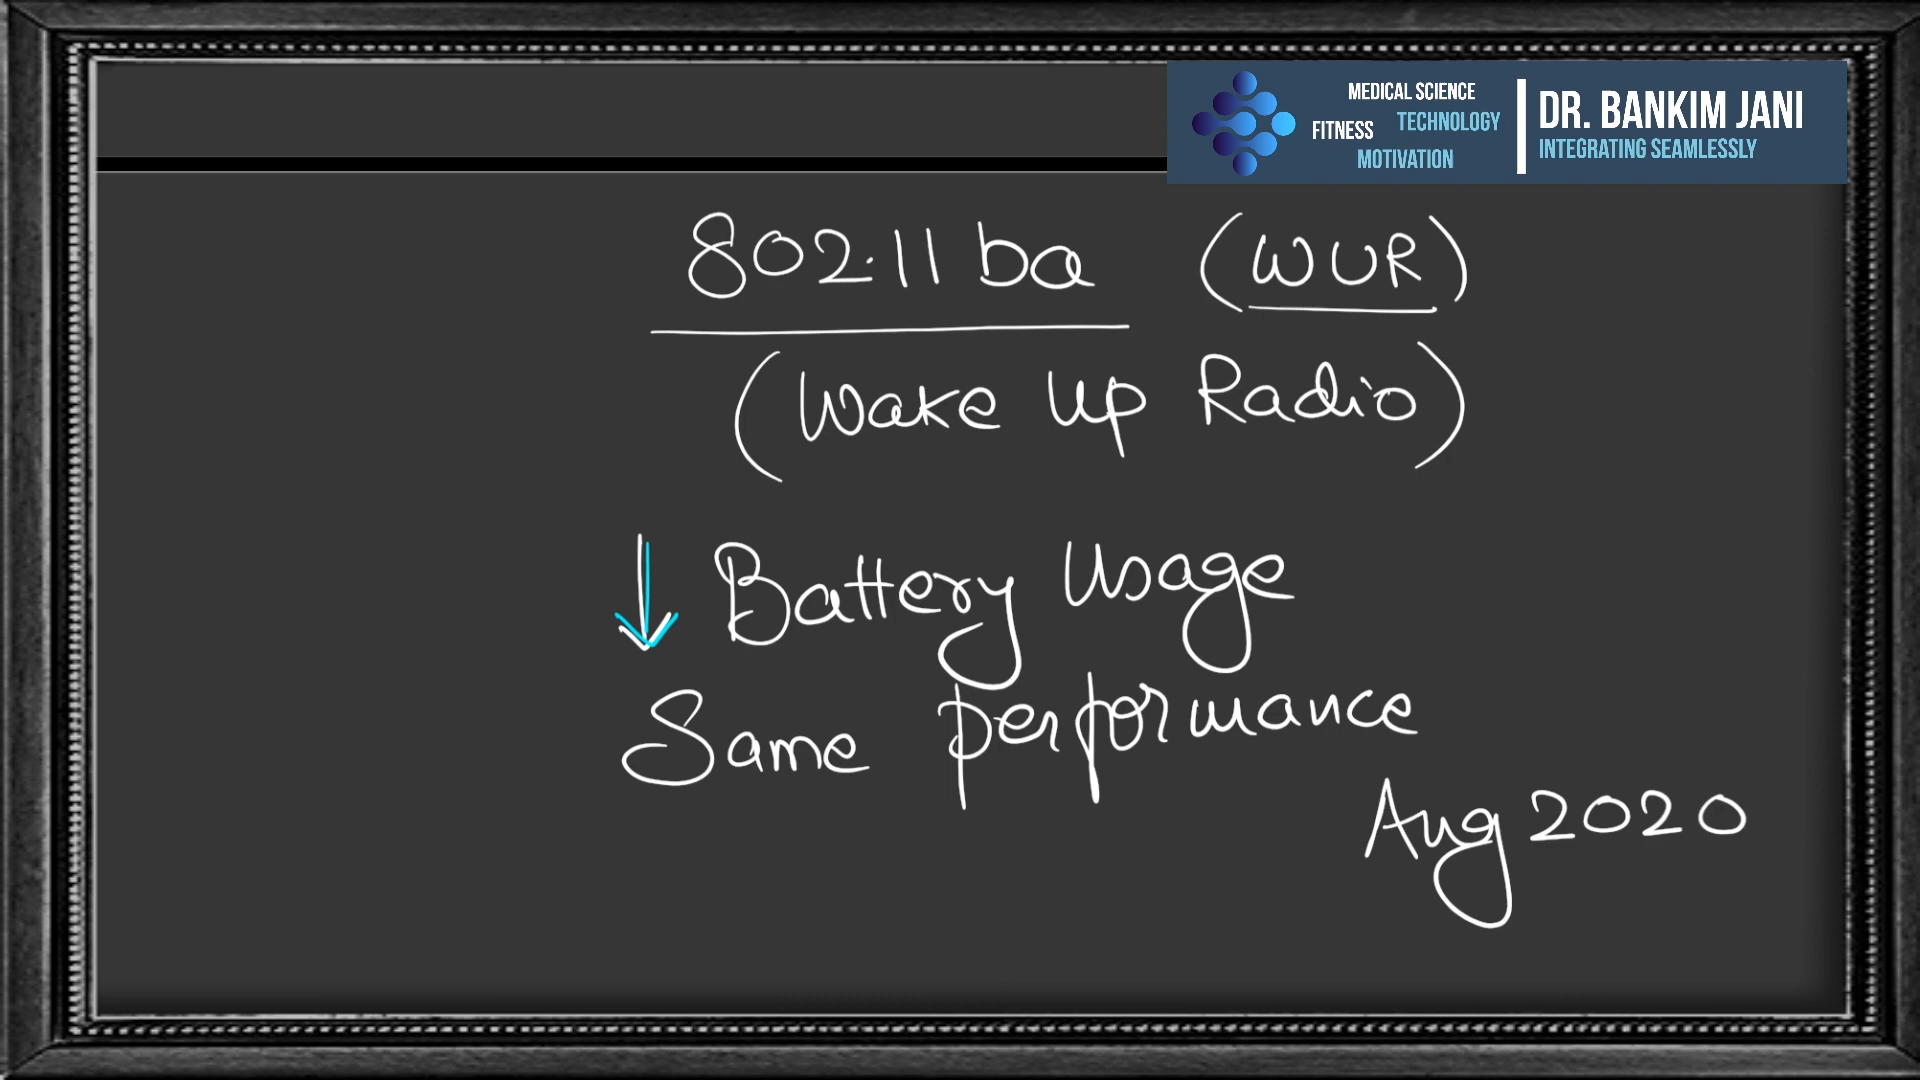 MEDICAL SCIENCE
FITNESS TECHNOLOGY
MOTIVATION
DR. BANKIM JANI
INTEGRATING SEAMLESSLY
802.11 ba (WUR)
(Wake Up Radio)
↓ Battery Usage
Same performance
Aug 2020